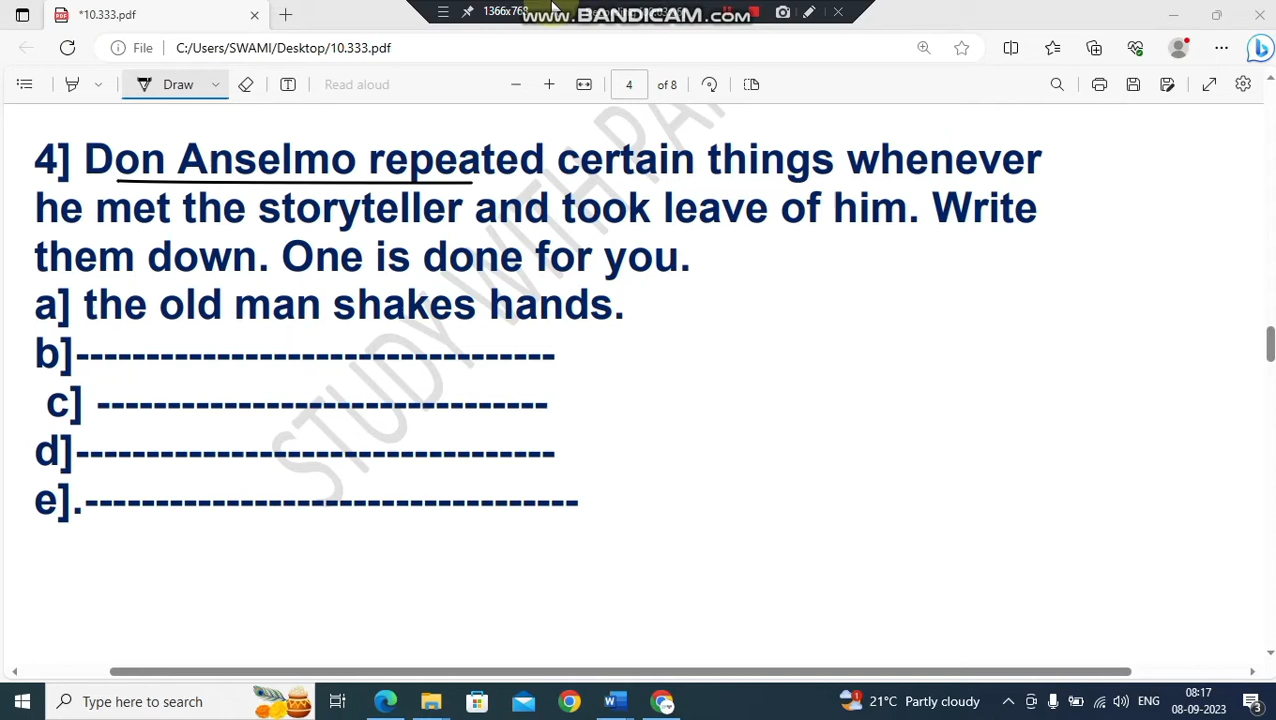 *10.333.pdf
1366x768
www.BANDICAM.com
File
C:/Users/SWAMI/Desktop/10.333.pdf
Draw
Read aloud
4
of 8
4] Don Anselmo repeated certain things whenever
he met the storyteller and took leave of him. Write
them down. One is done for you.
a] the old man shakes hands.
b]----------------------------------
c] --------------------------------
d]----------------------------------
e].-----------------------------------
Type here to search
21°C Partly cloudy
ENG
08:17
08-09-2023
1
3